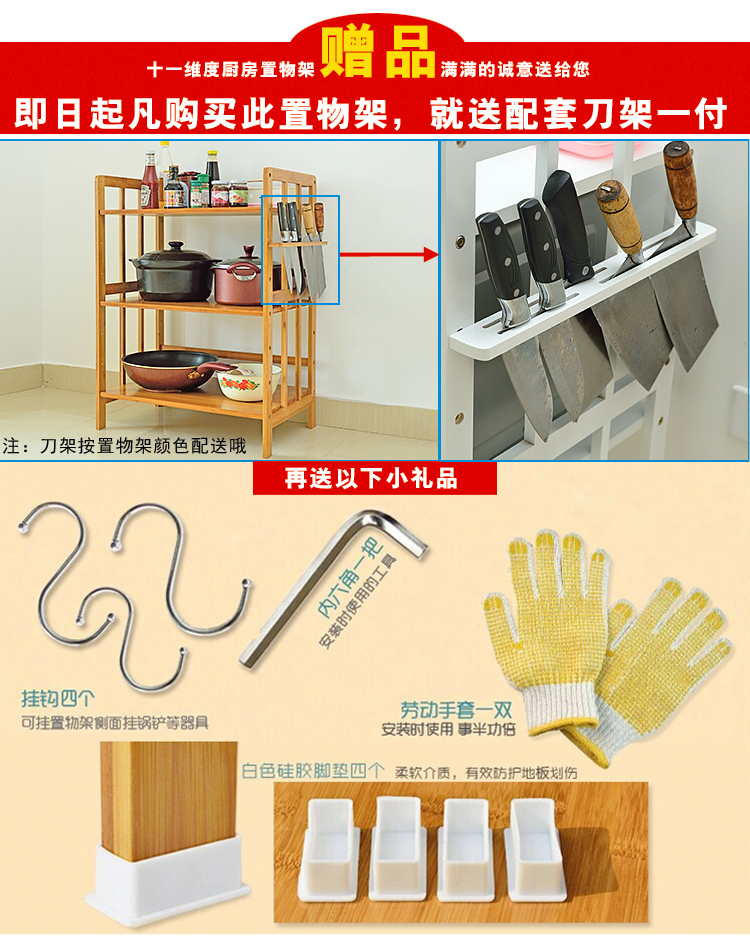 十一维度厨房置物架赠品满满的诚意送给您
即日起凡购买此置物架，就送配套刀架一付
注：刀架按置物架颜色配送哦
再送以下小礼品
内六角一把
安装时使用的工具
挂钩四个
可挂置物架侧面挂锅铲等器具
劳动手套一双
安装时使用 事半功倍
白色硅胶脚垫四个 柔软介质，有效防护地板划伤